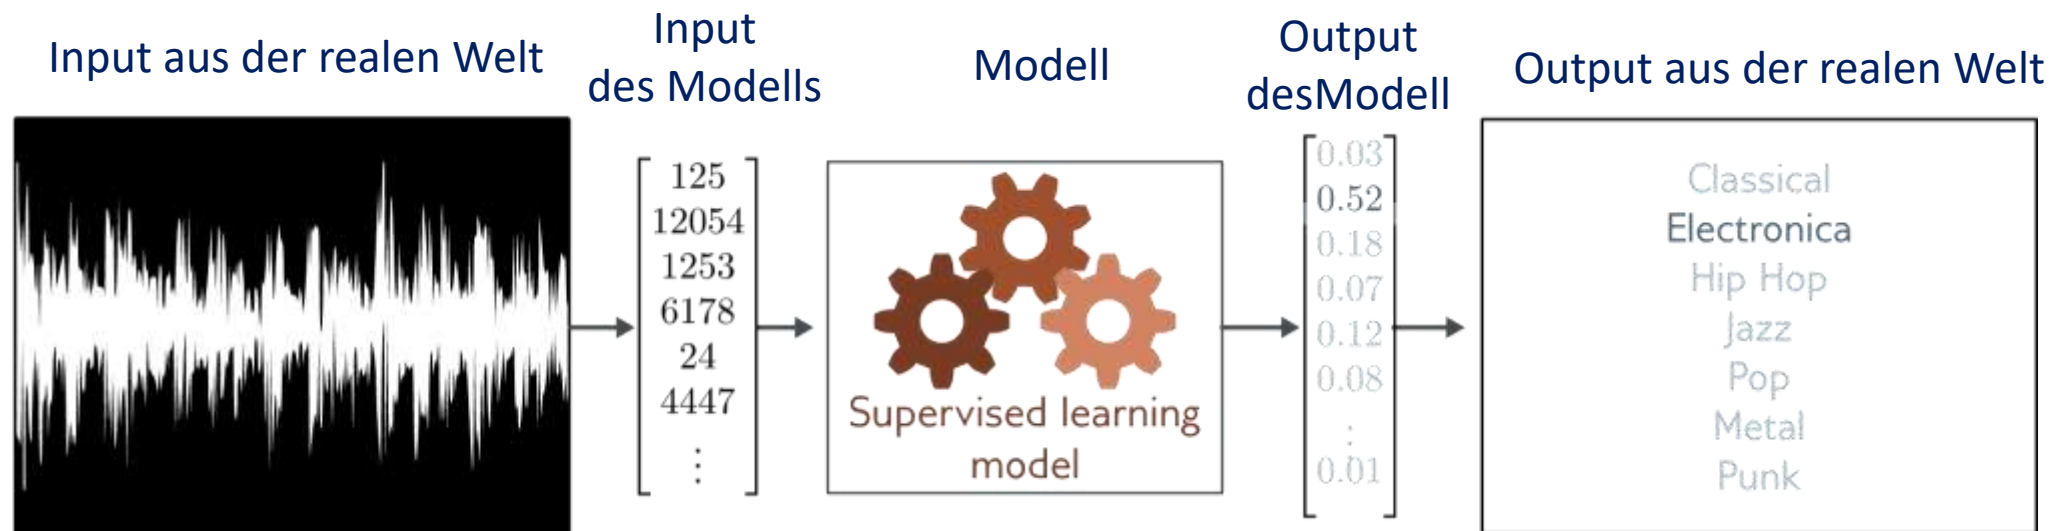 Input aus der realen Welt
Input
des Modells
Modell
Output
desModell
Output aus der realen Welt
125
12054
1253
6178
24
4447
⋮
Supervised learning
model
0.03
0.52
0.18
0.07
0.12
0.08
⋮
0.01
Classical
Electronica
Hip Hop
Jazz
Pop
Metal
Punk